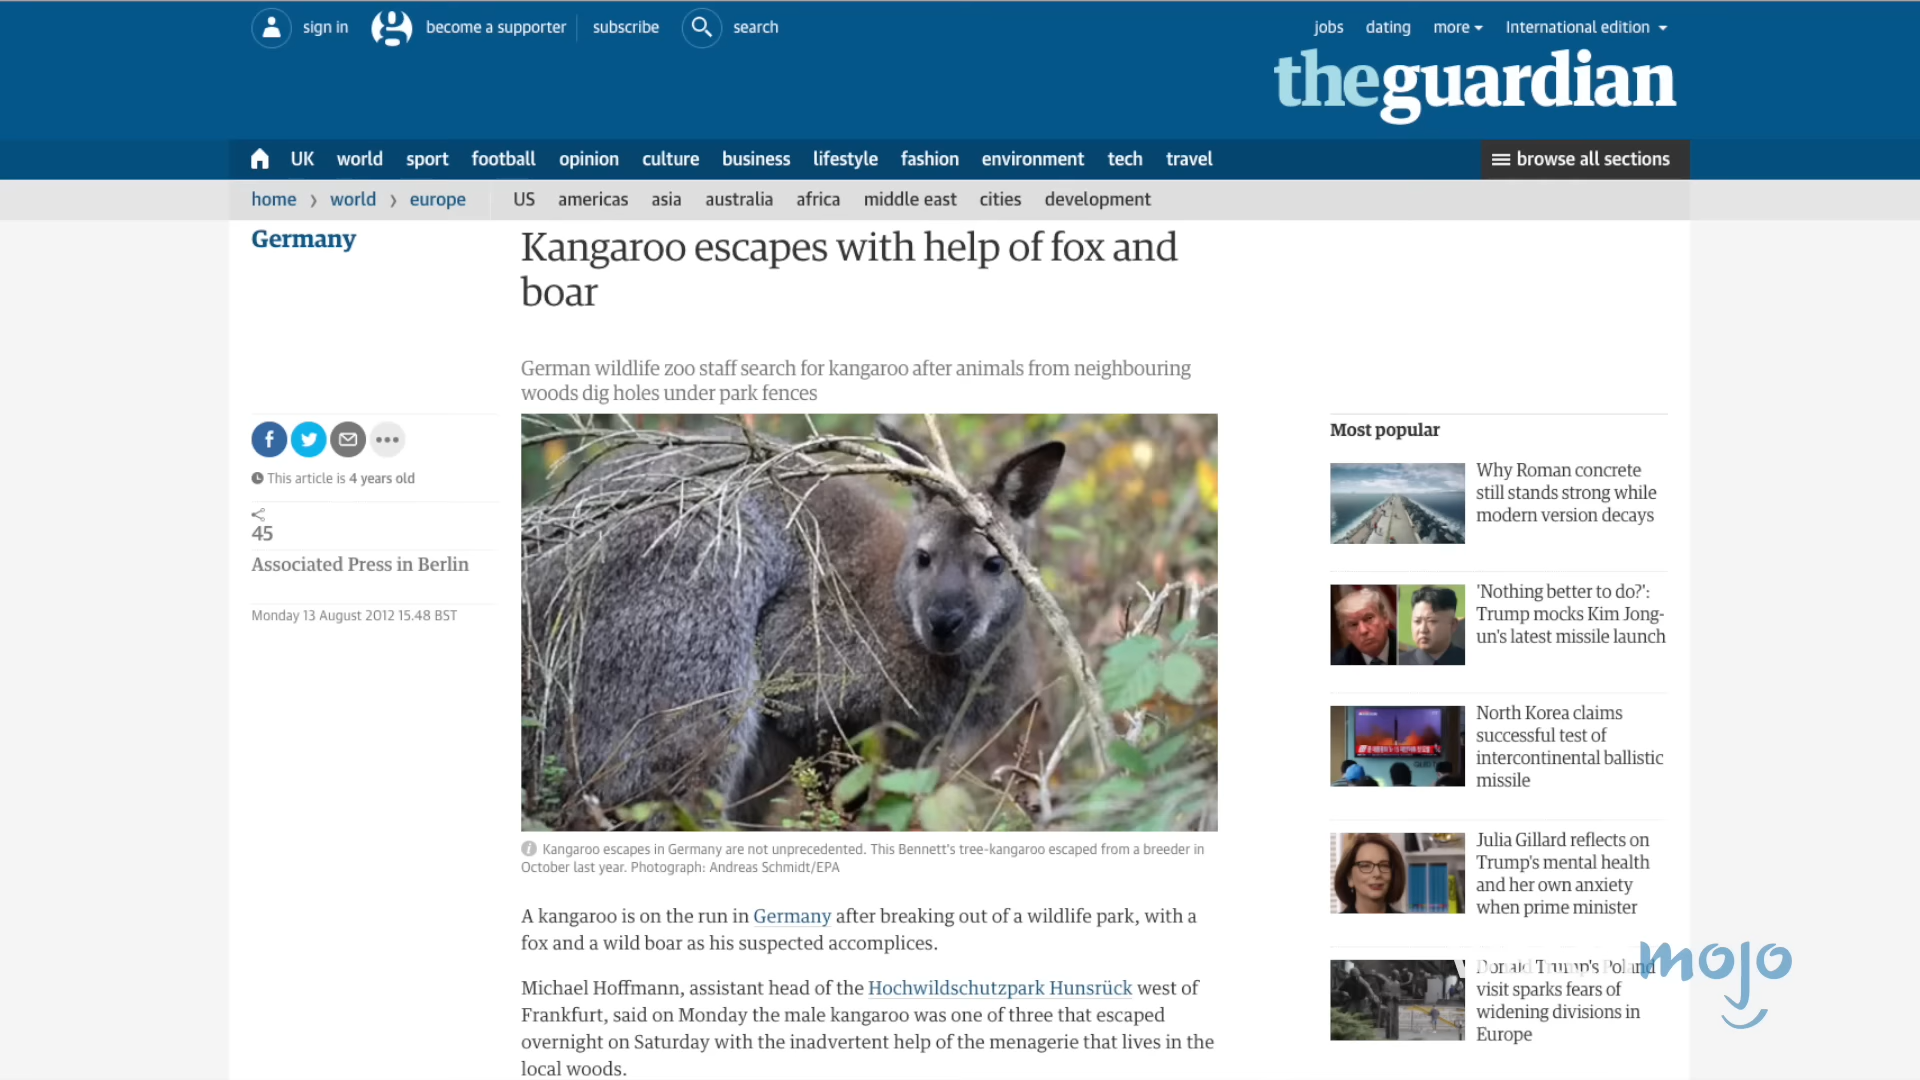 sign in
become a supporter
subscribe
search
jobs
dating
more
International edition
theguardian
UK
world
sport
football
opinion
culture
business
lifestyle
fashion
environment
tech
travel
browse all sections
home
world
europe
US
americas
asia
australia
africa
middle east
cities
development
Germany
Kangaroo escapes with help of fox and
boar
German wildlife zoo staff search for kangaroo after animals from neighbouring
woods dig holes under park fences
This article is 4 years old
45
Associated Press in Berlin
Monday 13 August 2012 15.48 BST
Kangaroo escapes in Germany are not unprecedented. This Bennett's tree-kangaroo escaped from a breeder in
October last year. Photograph: Andreas Schmidt/EPA
A kangaroo is on the run in Germany after breaking out of a wildlife park, with a
fox and a wild boar as his suspected accomplices.
Michael Hoffmann, assistant head of the Hochwildschutzpark Hunsrück west of
Frankfurt, said on Monday the male kangaroo was one of three that escaped
overnight on Saturday with the inadvertent help of the menagerie that lives in the
local woods.
Most popular
Why Roman concrete
still stands strong while
modern version decays
'Nothing better to do?':
Trump mocks Kim Jong-
un's latest missile launch
North Korea claims
successful test of
intercontinental ballistic
missile
Julia Gillard reflects on
Trump's mental health
and her own anxiety
when prime minister
Donald Trump's Poland
visit sparks fears of
widening divisions in
Europe
mojo